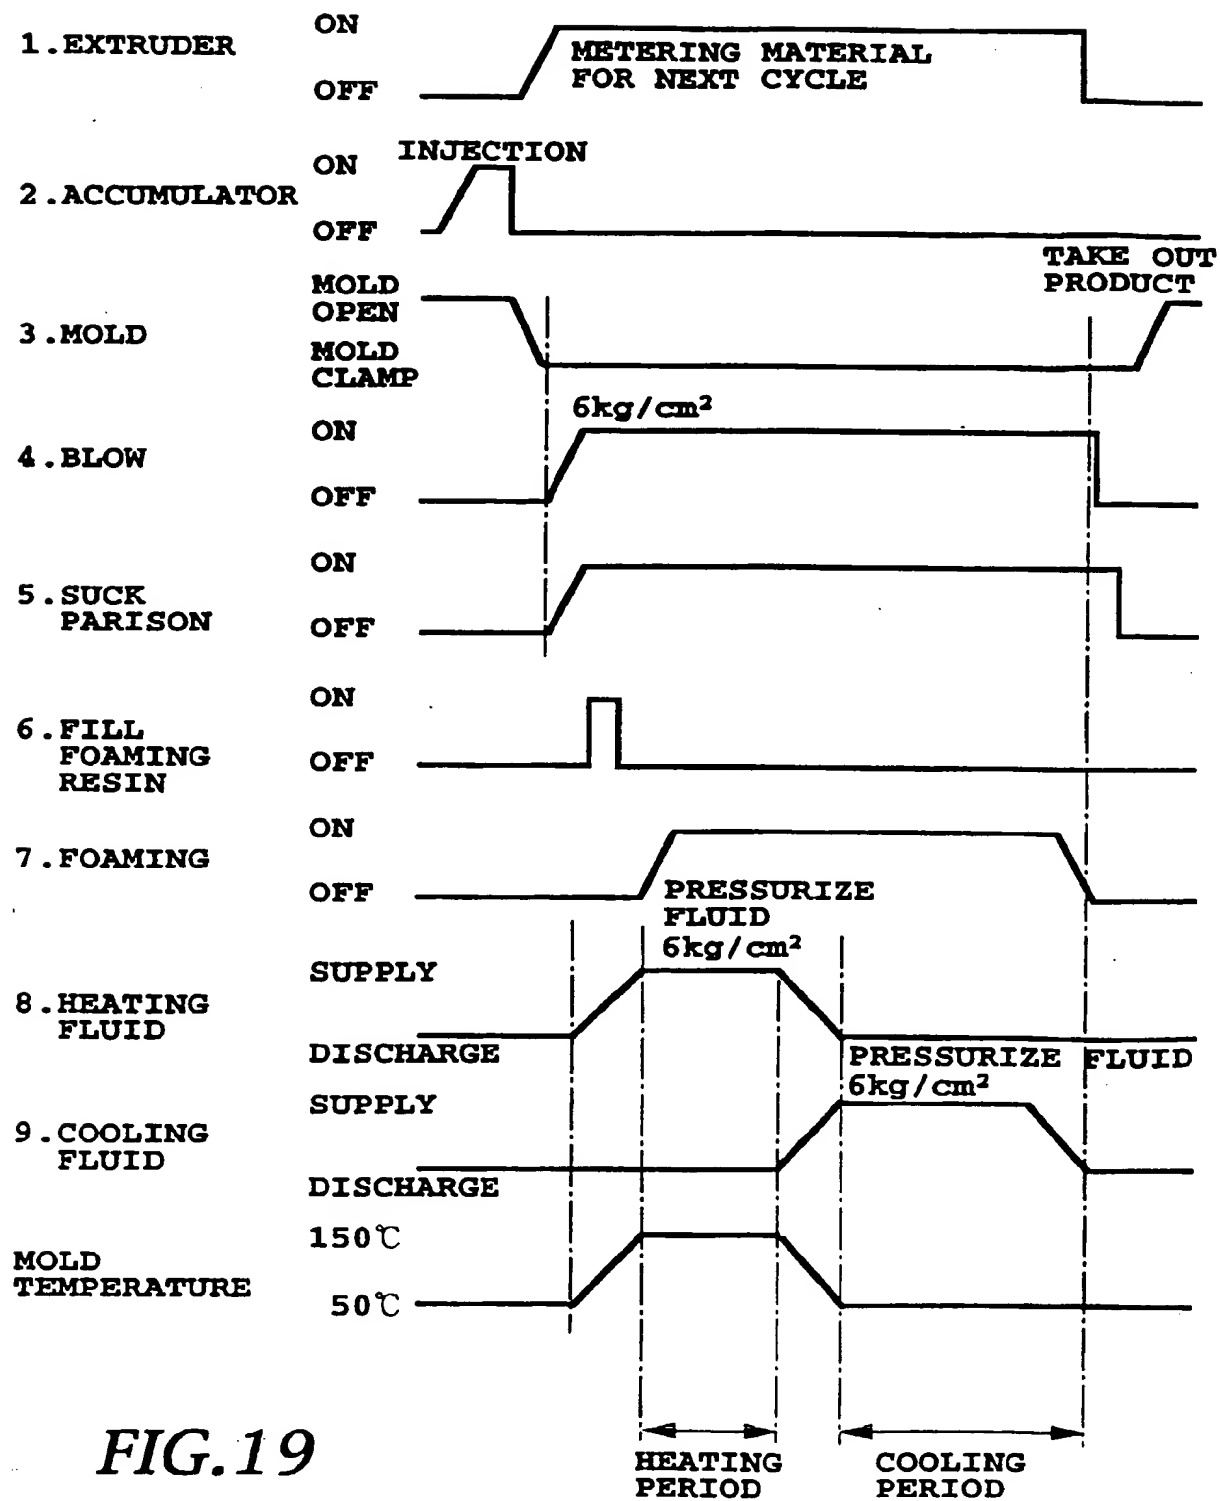 1.EXTRUDER
ON
OFF
METERING MATERIAL
FOR NEXT CYCLE
2.ACCUMULATOR
ON
OFF
INJECTION
3.MOLD
MOLD
OPEN
MOLD
CLAMP
TAKE OUT
PRODUCT
4.BLOW
ON
OFF
6kg/cm²
5.SUCK
PARISON
ON
OFF
6.FILL
FOAMING
RESIN
ON
OFF
7.FOAMING
ON
OFF
PRESSURIZE
FLUID
6kg/cm²
8.HEATING
FLUID
SUPPLY
DISCHARGE
PRESSURIZE FLUID
6kg/cm²
9.COOLING
FLUID
SUPPLY
DISCHARGE
MOLD
TEMPERATURE
150℃
50℃
HEATING
PERIOD
COOLING
PERIOD
FIG.19